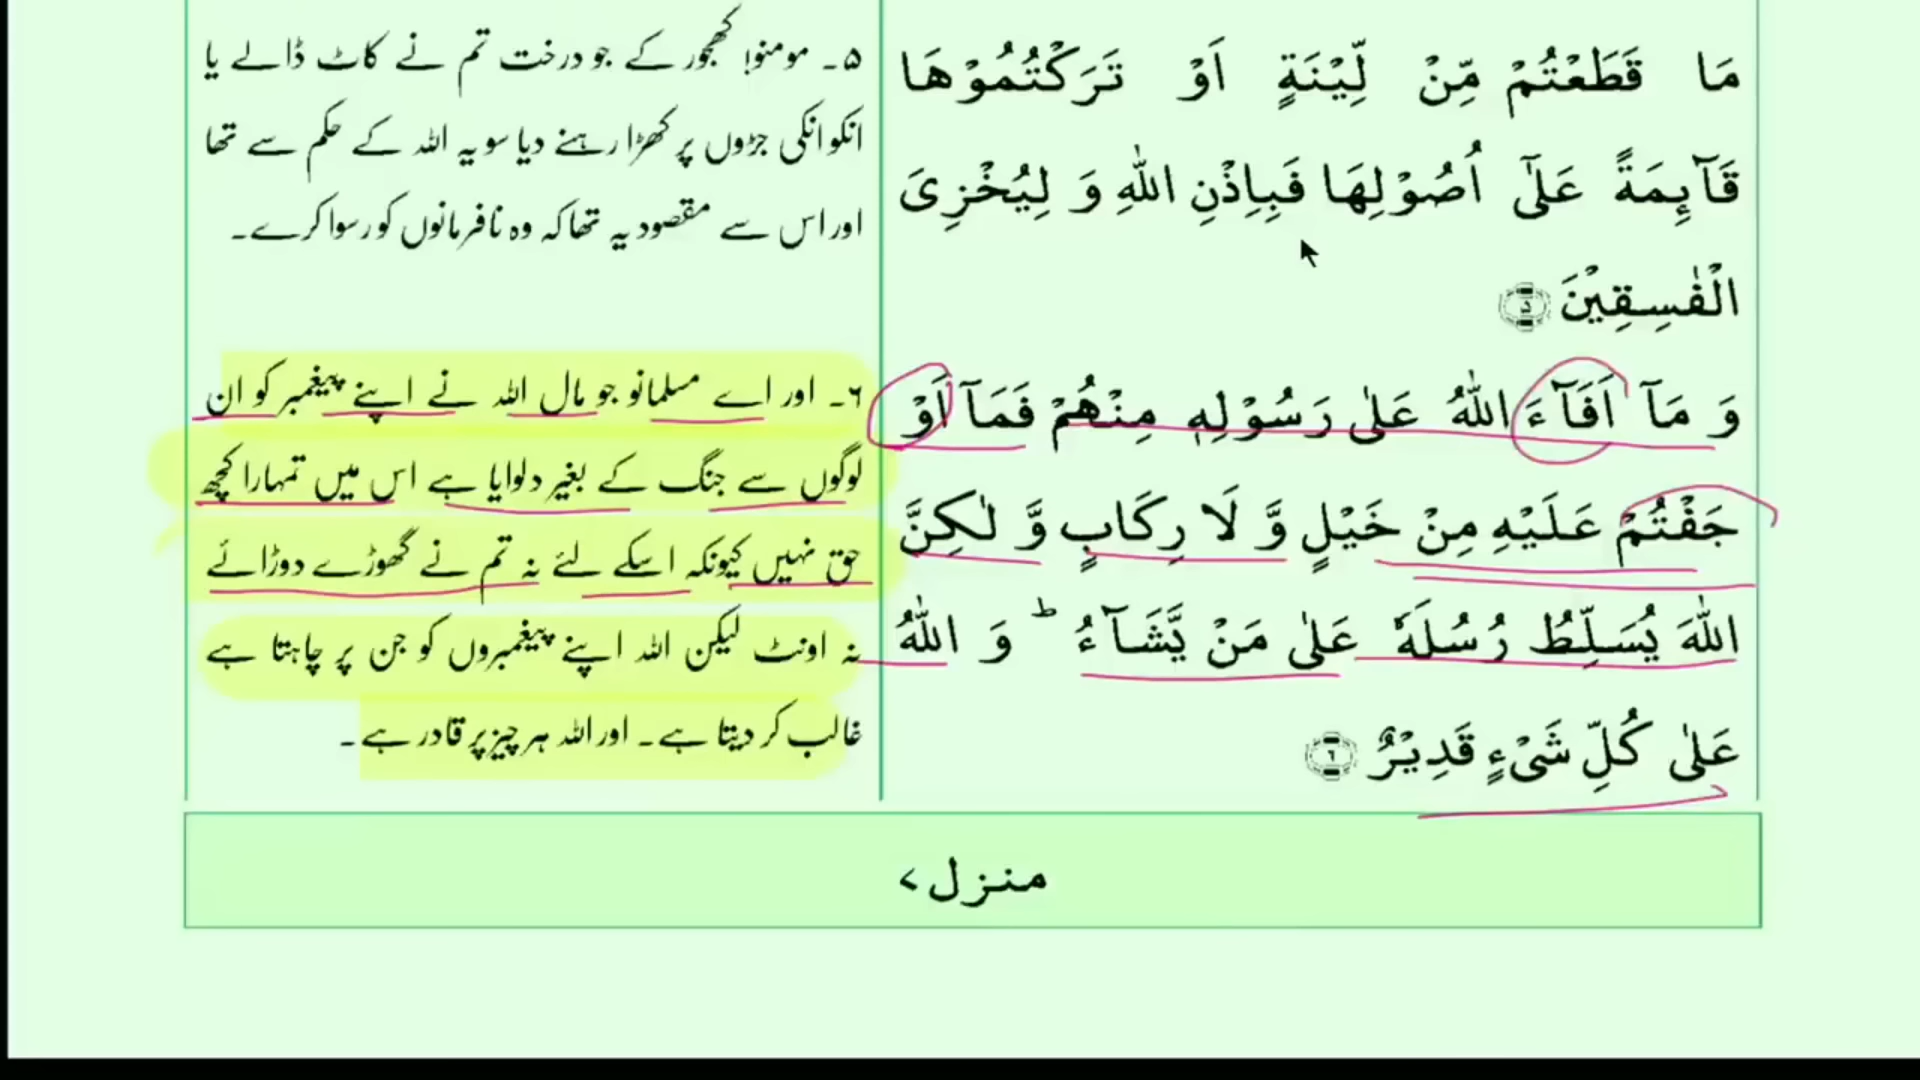 مَا قَطَعْتُمْ مِّنْ لِّيْنَةٍ اَوْ تَرَكْتُمُوْهَا
قَآىِٕمَةً عَلٰۤى اُصُوْلِهَا فَبِاِذْنِ اللّٰهِ وَ لِيُخْزِىَ
الْفٰسِقِيْنَ ۵
وَ مَاۤ اَفَآءَ اللّٰهُ عَلٰى رَسُوْلِهٖ مِنْهُمْ فَمَاۤ اَوْ
جَفْتُمْ عَلَيْهِ مِنْ خَيْلٍ وَّ لَا رِكَابٍ وَّ لٰكِنَّ
اللّٰهَ يُسَلِّطُ رُسُلَهٗ عَلٰى مَنْ يَّشَآءُ ؕ وَ اللّٰهُ
عَلٰى كُلِّ شَىْءٍ قَدِيْرٌ ۶
۵۔ مومنو! کھجور کے جو درخت تم نے کاٹ ڈالے یا
انکو انکی جڑوں پر کھڑا رہنے دیا سو یہ اللہ کے حکم سے تھا
اور اس سے مقصود یہ تھا کہ وہ نافرمانوں کو رسوا کرے۔
۶۔ اور اے مسلمانو جو مال اللہ نے اپنے پیغمبر کو ان
لوگوں سے جنگ کے بغیر دلوایا ہے اس میں تمہارا کچھ
حق نہیں کیونکہ اسکے لئے نہ تم نے گھوڑے دوڑائے
نہ اونٹ لیکن اللہ اپنے پیغمبروں کو جن پر چاہتا ہے
غالب کر دیتا ہے۔ اور اللہ ہر چیز پر قادر ہے۔
منزل ۷